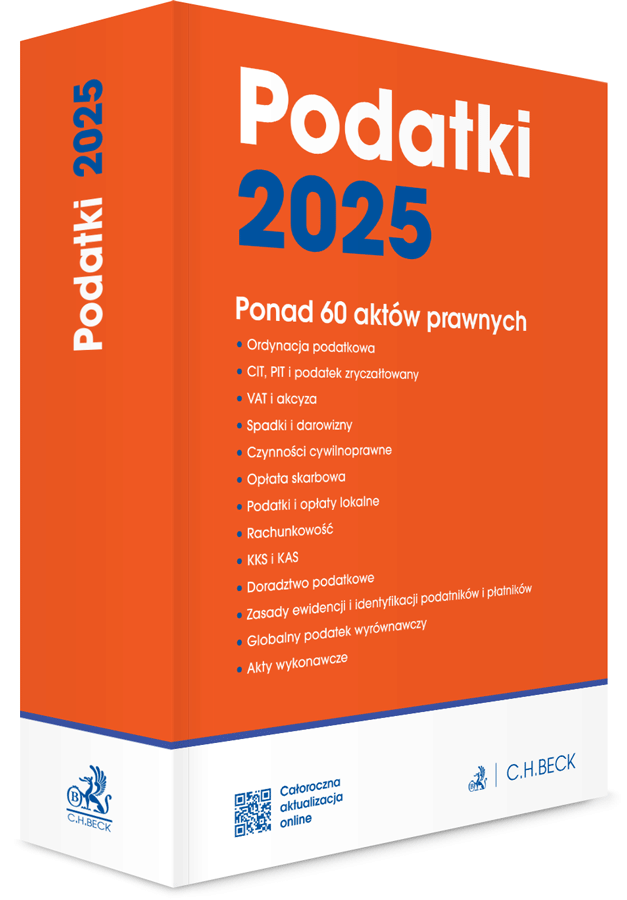 Podatki 2025
B
C.H.BECK
Podatki
2025
Ponad 60 aktów prawnych
• Ordynacja podatkowa
• CIT, PIT i podatek zryczałtowany
• VAT i akcyza
• Spadki i darowizny
• Czynności cywilnoprawne
• Opłata skarbowa
• Podatki i opłaty lokalne
• Rachunkowość
• KKS i KAS
• Doradztwo podatkowe
• Zasady ewidencji i identyfikacji podatników i płatników
• Globalny podatek wyrównawczy
• Akty wykonawcze
Całoroczna
aktualizacja
online
C.H.BECK